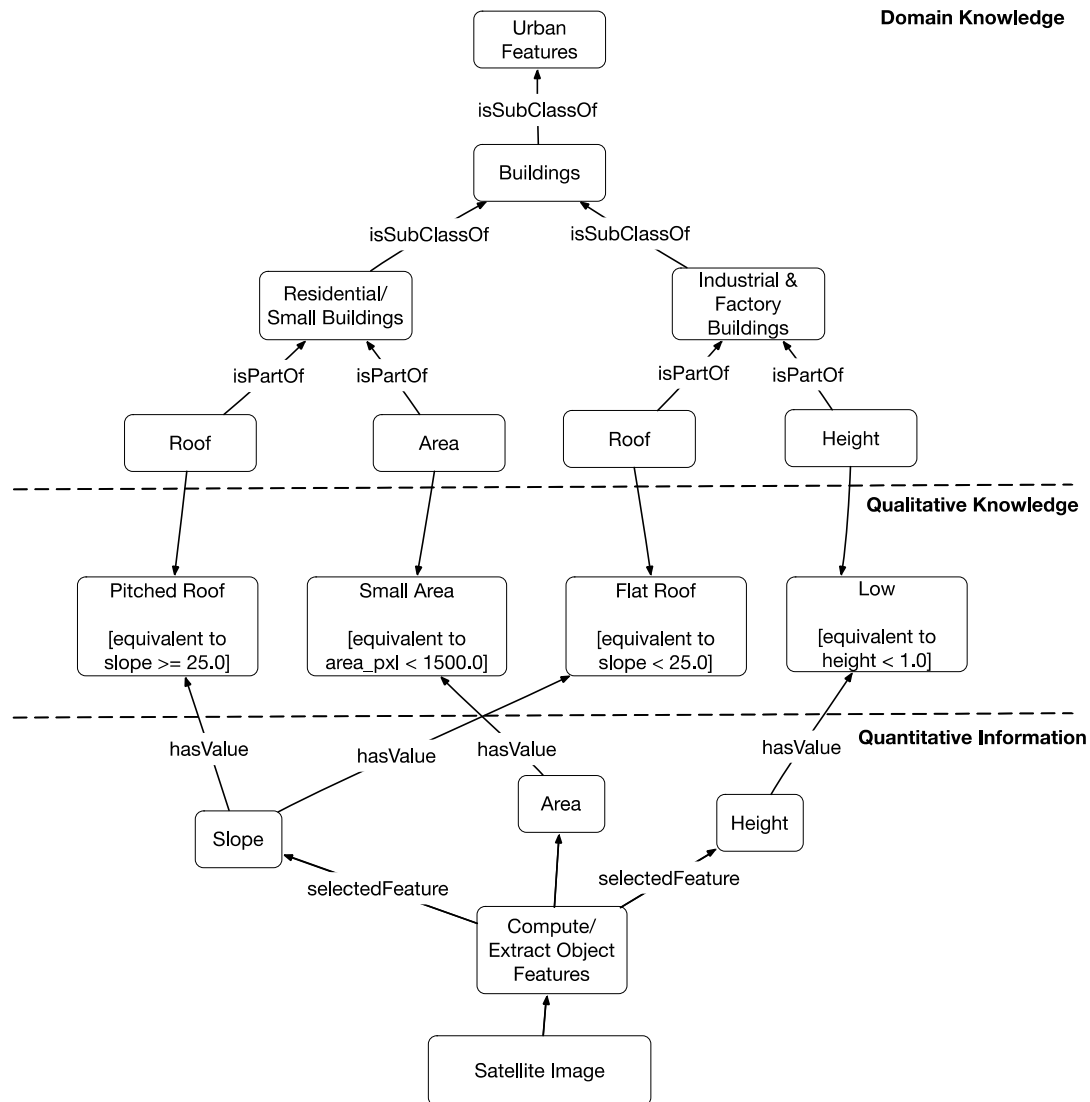 Domain Knowledge
Urban
Features
isSubClassOf
Buildings
isSubClassOf
isSubClassOf
Residential/
Small Buildings
Industrial &
Factory
Buildings
isPartOf
isPartOf
isPartOf
isPartOf
Roof
Area
Roof
Height
Qualitative Knowledge
Pitched Roof
[equivalent to
slope >= 25.0]
Small Area
[equivalent to
area_pxl < 1500.0]
Flat Roof
[equivalent to
slope < 25.0]
Low
[equivalent to
height < 1.0]
Quantitative Information
hasValue
hasValue
hasValue
hasValue
Slope
Area
Height
selectedFeature
selectedFeature
Compute/
Extract Object
Features
Satellite Image